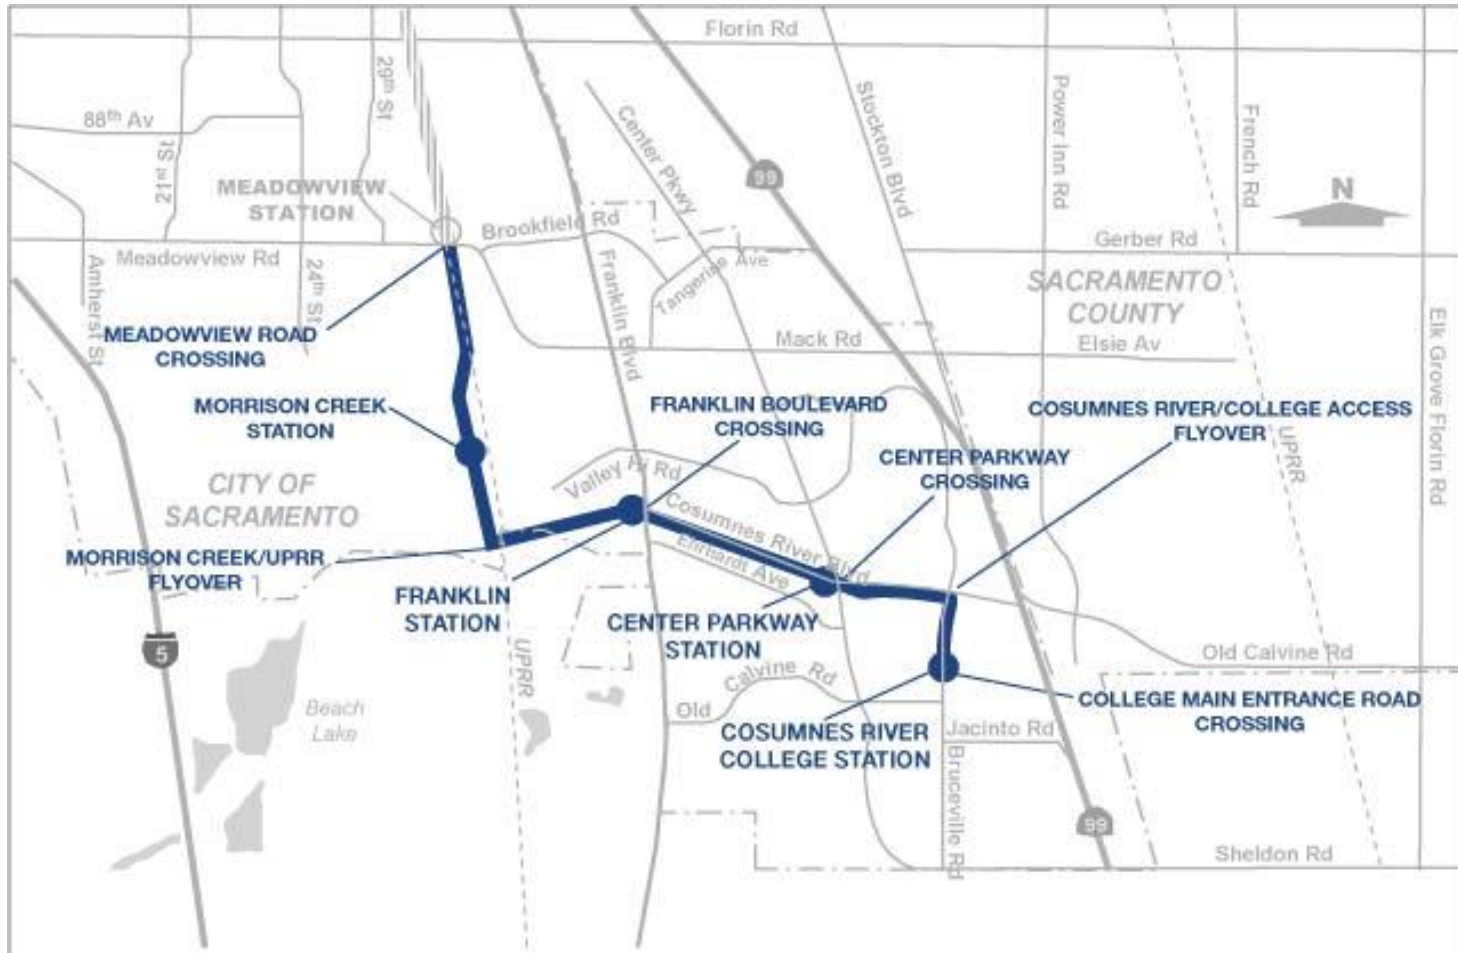 Florin Rd
29th St
88th Av
21st St
Center Pkwy
Stockton Blvd
Power Inn Rd
French Rd
99
N
MEADOWVIEW
STATION
Brookfield Rd
Gerber Rd
Meadowview Rd
Amherst St
24th St
Franklin Blvd
Tangerine Ave
SACRAMENTO
COUNTY
Elk Grove Florin Rd
MEADOWVIEW ROAD
CROSSING
Mack Rd
Elsie Av
MORRISON CREEK
STATION
FRANKLIN BOULEVARD
CROSSING
COSUMNES RIVER/COLLEGE ACCESS
FLYOVER
UPRR
CENTER PARKWAY
CROSSING
Valley Hi Rd
CITY OF
SACRAMENTO
Cosumnes River Blvd
Ehrhardt Ave
MORRISON CREEK/UPRR
FLYOVER
FRANKLIN
STATION
CENTER PARKWAY
STATION
5
UPRR
Old Calvine Rd
Old Calvine Rd
Beach
Lake
COLLEGE MAIN ENTRANCE ROAD
CROSSING
COSUMNES RIVER
COLLEGE STATION
Jacinto Rd
Bruceville Rd
99
Sheldon Rd